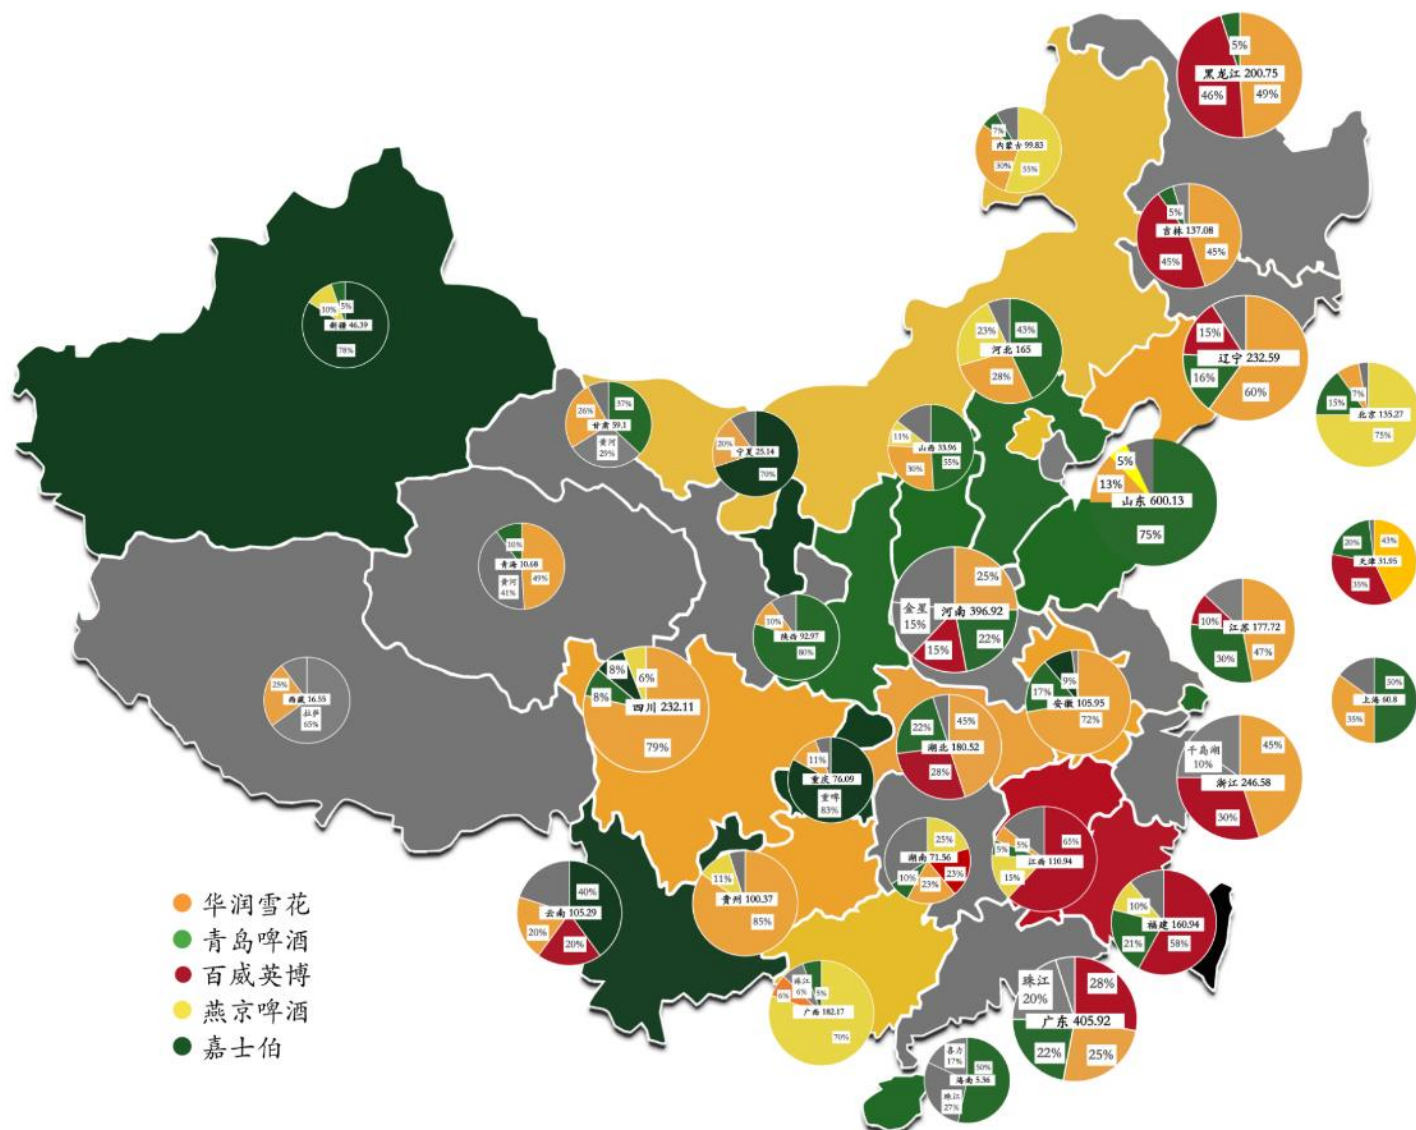 5%
黑龙江 200.75
46%
49%
7%
内蒙古 99.83
30%
55%
5%
吉林 137.08
45%
45%
10%
5%
新疆 46.39
78%
23%
43%
河北 165
28%
15%
辽宁 232.59
16%
60%
15%
7%
北京 135.27
75%
26%
37%
甘肃 59.1
黄河
29%
20%
宁夏 25.14
70%
11%
山西 33.96
30%
55%
5%
13%
山东 600.13
75%
20%
43%
天津 31.95
35%
10%
青海 10.68
黄河
41%
49%
25%
金星
15%
河南 396.92
15%
22%
10%
陕西 92.97
80%
10%
江苏 177.72
30%
47%
25%
西藏 16.55
拉萨
65%
8%
6%
8%
四川 232.11
79%
9%
17%
安徽 105.95
72%
50%
上海 60.8
35%
22%
45%
湖北 180.52
28%
11%
重庆 76.09
重啤
83%
千岛湖
10%
45%
浙江 246.58
30%
25%
湖南 71.56
10%
23%
23%
5%
5%
65%
江西 110.94
15%
40%
云南 105.29
20%
20%
11%
贵州 100.37
85%
10%
福建 160.94
21%
58%
珠江
6%
6%
5%
广西 182.17
70%
珠江
20%
28%
广东 405.92
22%
25%
喜力
17%
50%
海南 5.36
珠江
27%
华润雪花
青岛啤酒
百威英博
燕京啤酒
嘉士伯